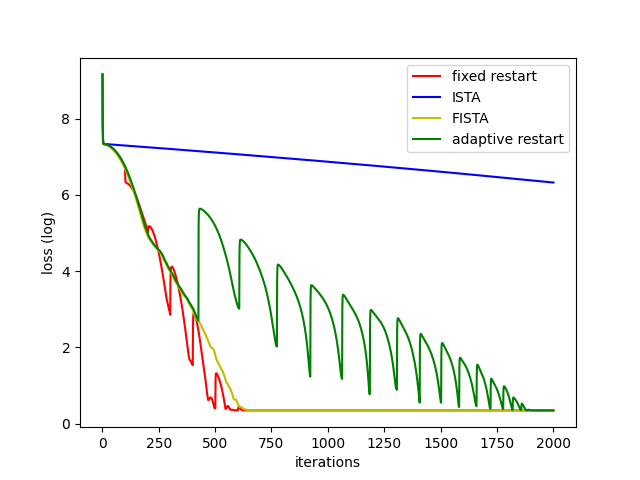 fixed restart
ISTA
FISTA
adaptive restart
loss (log)
8
6
4
2
0
0 250 500 750 1000 1250 1500 1750 2000
iterations